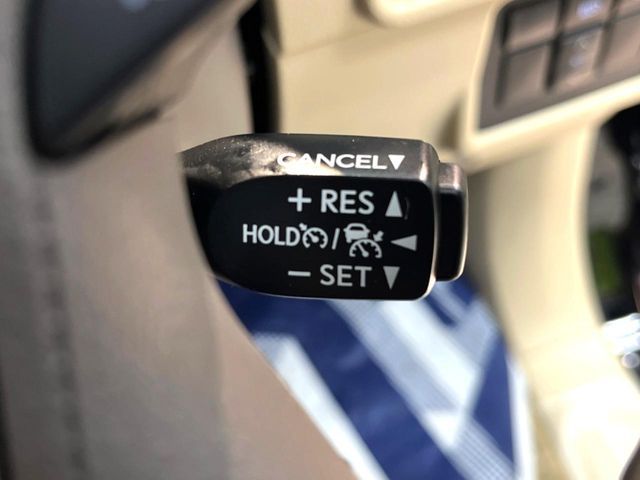 CANCEL▼
+ RES ▲
HOLD / ◀
− SET ▼